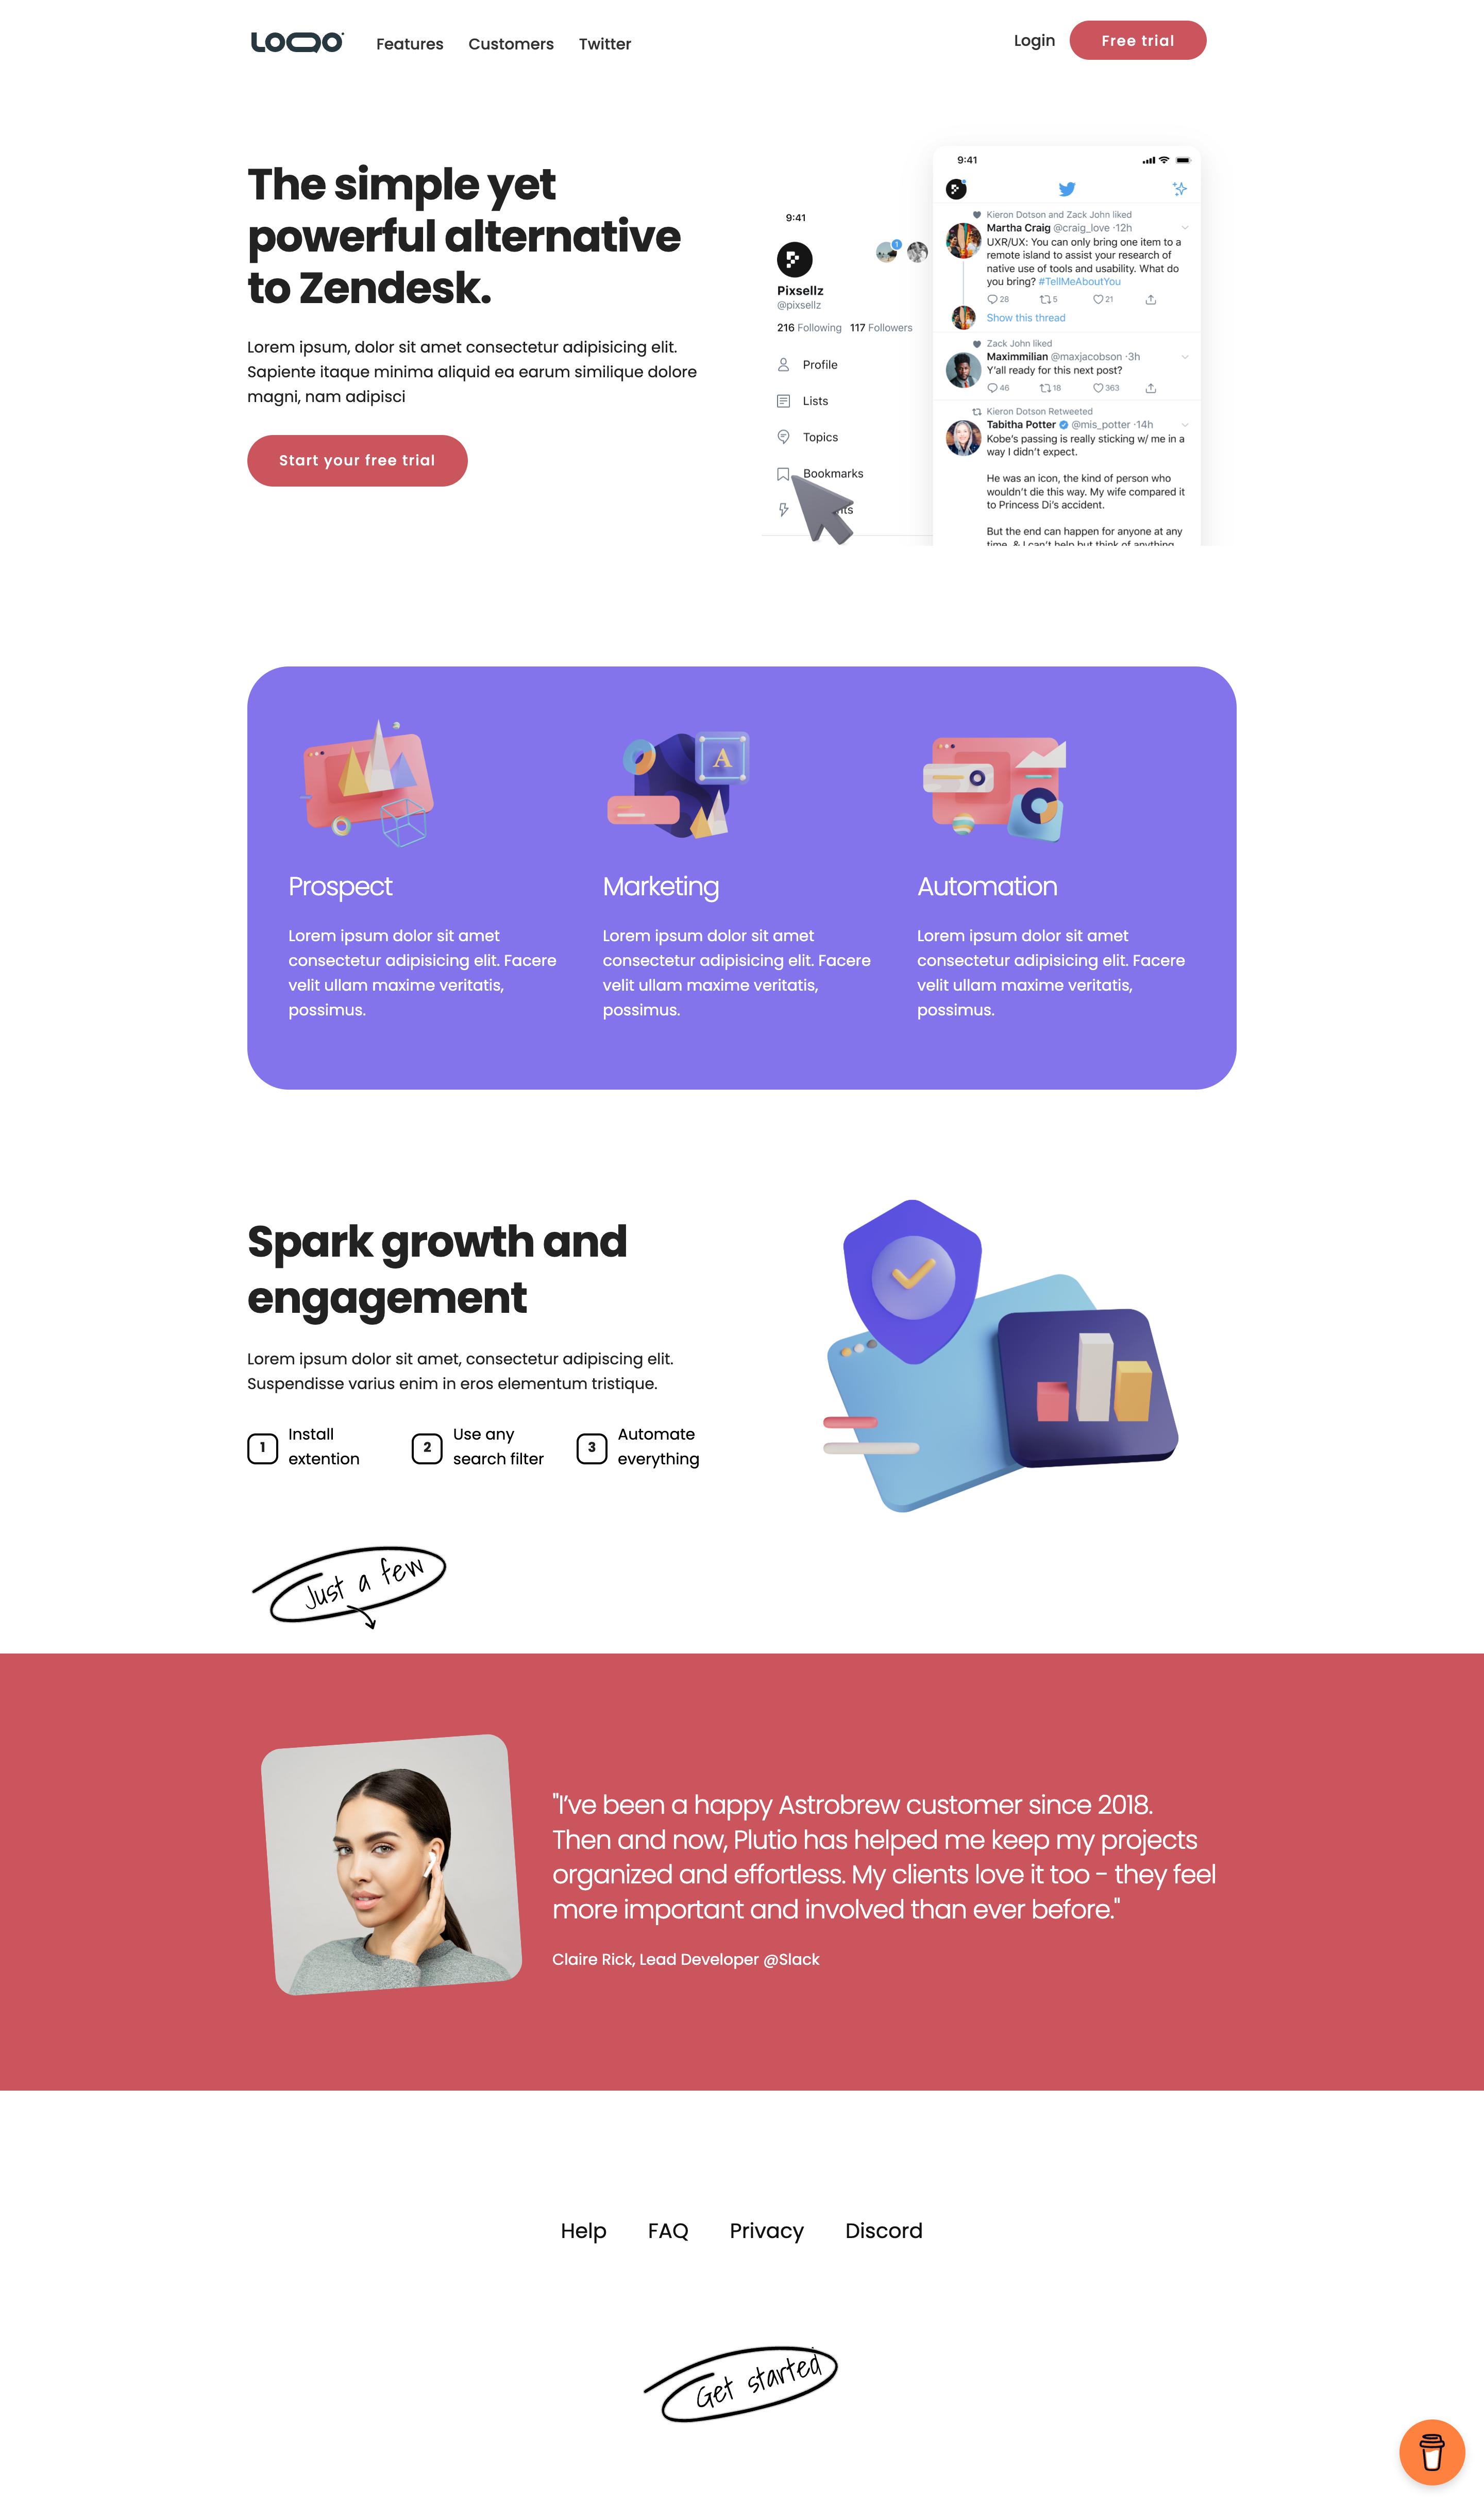 LOQO
Features Customers Twitter
Login
Free trial
The simple yet
powerful alternative
to Zendesk.
Lorem ipsum, dolor sit amet consectetur adipisicing elit.
Sapiente itaque minima aliquid ea earum similique dolore
magni, nam adipisci
Start your free trial
9:41
1
Pixsellz
@pixsellz
216 Following 117 Followers
Profile
Lists
Topics
Bookmarks
9:41
Kieron Dotson and Zack John liked
Martha Craig @craig_love ·12h
UXR/UX: You can only bring one item to a
remote island to assist your research of
native use of tools and usability. What do
you bring? #TellMeAboutYou
28 5 21
Show this thread
Zack John liked
Maximmilian @maxjacobson ·3h
Y'all ready for this next post?
46 18 363
Kieron Dotson Retweeted
Tabitha Potter @mis_potter ·14h
Kobe's passing is really sticking w/ me in a
way I didn't expect.
He was an icon, the kind of person who
wouldn't die this way. My wife compared it
to Princess Di's accident.
But the end can happen for anyone at any
time, & I can't help but think of anything
A
Prospect
Lorem ipsum dolor sit amet
consectetur adipisicing elit. Facere
velit ullam maxime veritatis,
possimus.
Marketing
Lorem ipsum dolor sit amet
consectetur adipisicing elit. Facere
velit ullam maxime veritatis,
possimus.
Automation
Lorem ipsum dolor sit amet
consectetur adipisicing elit. Facere
velit ullam maxime veritatis,
possimus.
Spark growth and
engagement
Lorem ipsum dolor sit amet, consectetur adipiscing elit.
Suspendisse varius enim in eros elementum tristique.
1 Install
extention
2 Use any
search filter
3 Automate
everything
Just a few
"I've been a happy Astrobrew customer since 2018.
Then and now, Plutio has helped me keep my projects
organized and effortless. My clients love it too - they feel
more important and involved than ever before."
Claire Rick, Lead Developer @Slack
Help FAQ Privacy Discord
Get started